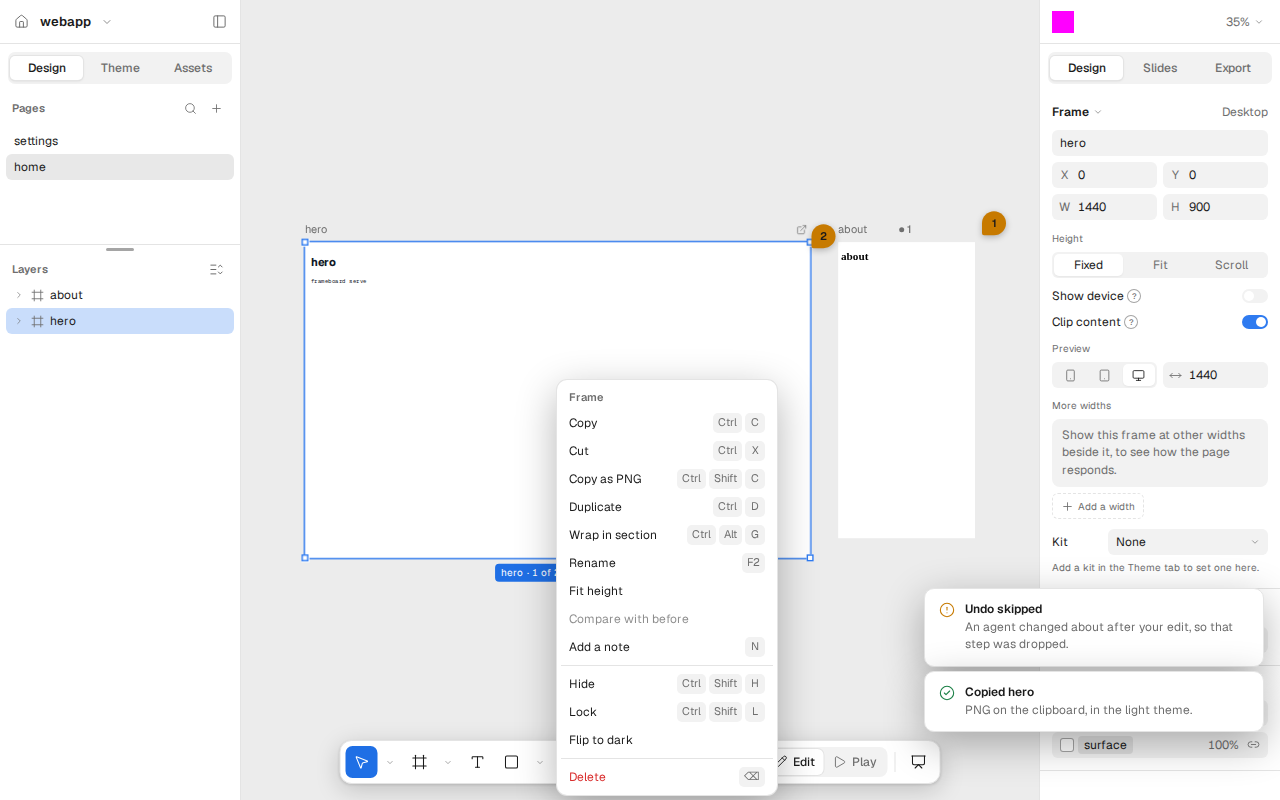 webapp
Design
Theme
Assets
Pages
settings
home
Layers
about
hero
hero
2
about
1
1
hero
frameboard serve
about
hero · 1 of 2
Frame
Copy Ctrl C
Cut Ctrl X
Copy as PNG Ctrl Shift C
Duplicate Ctrl D
Wrap in section Ctrl Alt G
Rename F2
Fit height
Compare with before
Add a note N
Hide Ctrl Shift H
Lock Ctrl Shift L
Flip to dark
Delete
T
Edit
Play
35%
Design
Slides
Export
Frame
Desktop
hero
X 0
Y 0
W 1440
H 900
Height
Fixed
Fit
Scroll
Show device ?
Clip content ?
Preview
1440
More widths
Show this frame at other widths
beside it, to see how the page
responds.
Add a width
Kit
None
Add a kit in the Theme tab to set one here.
Undo skipped
An agent changed about after your edit, so that
step was dropped.
Copied hero
PNG on the clipboard, in the light theme.
surface
100%